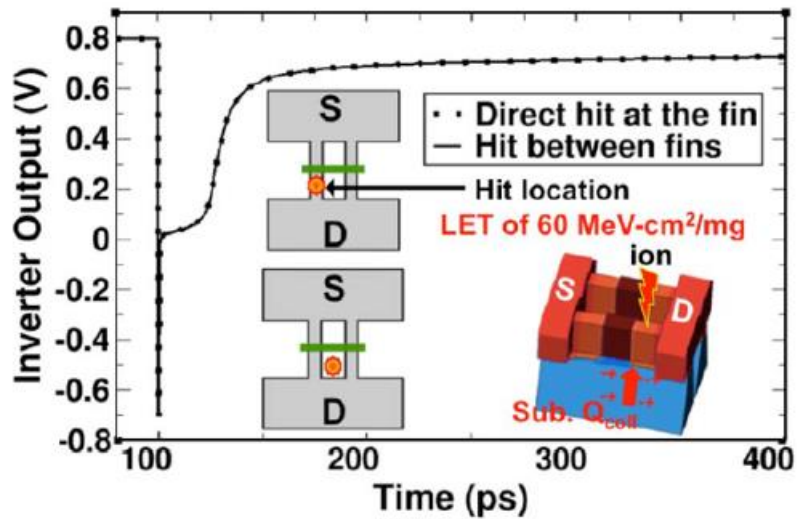 Inverter Output (V)
0.8
0.6
0.4
0.2
0
-0.2
-0.4
-0.6
-0.8
S
D
S
D
Direct hit at the fin
Hit between fins
Hit location
LET of 60 MeV-cm²/mg
ion
S
D
Sub. Q_coll
100
200
300
400
Time (ps)